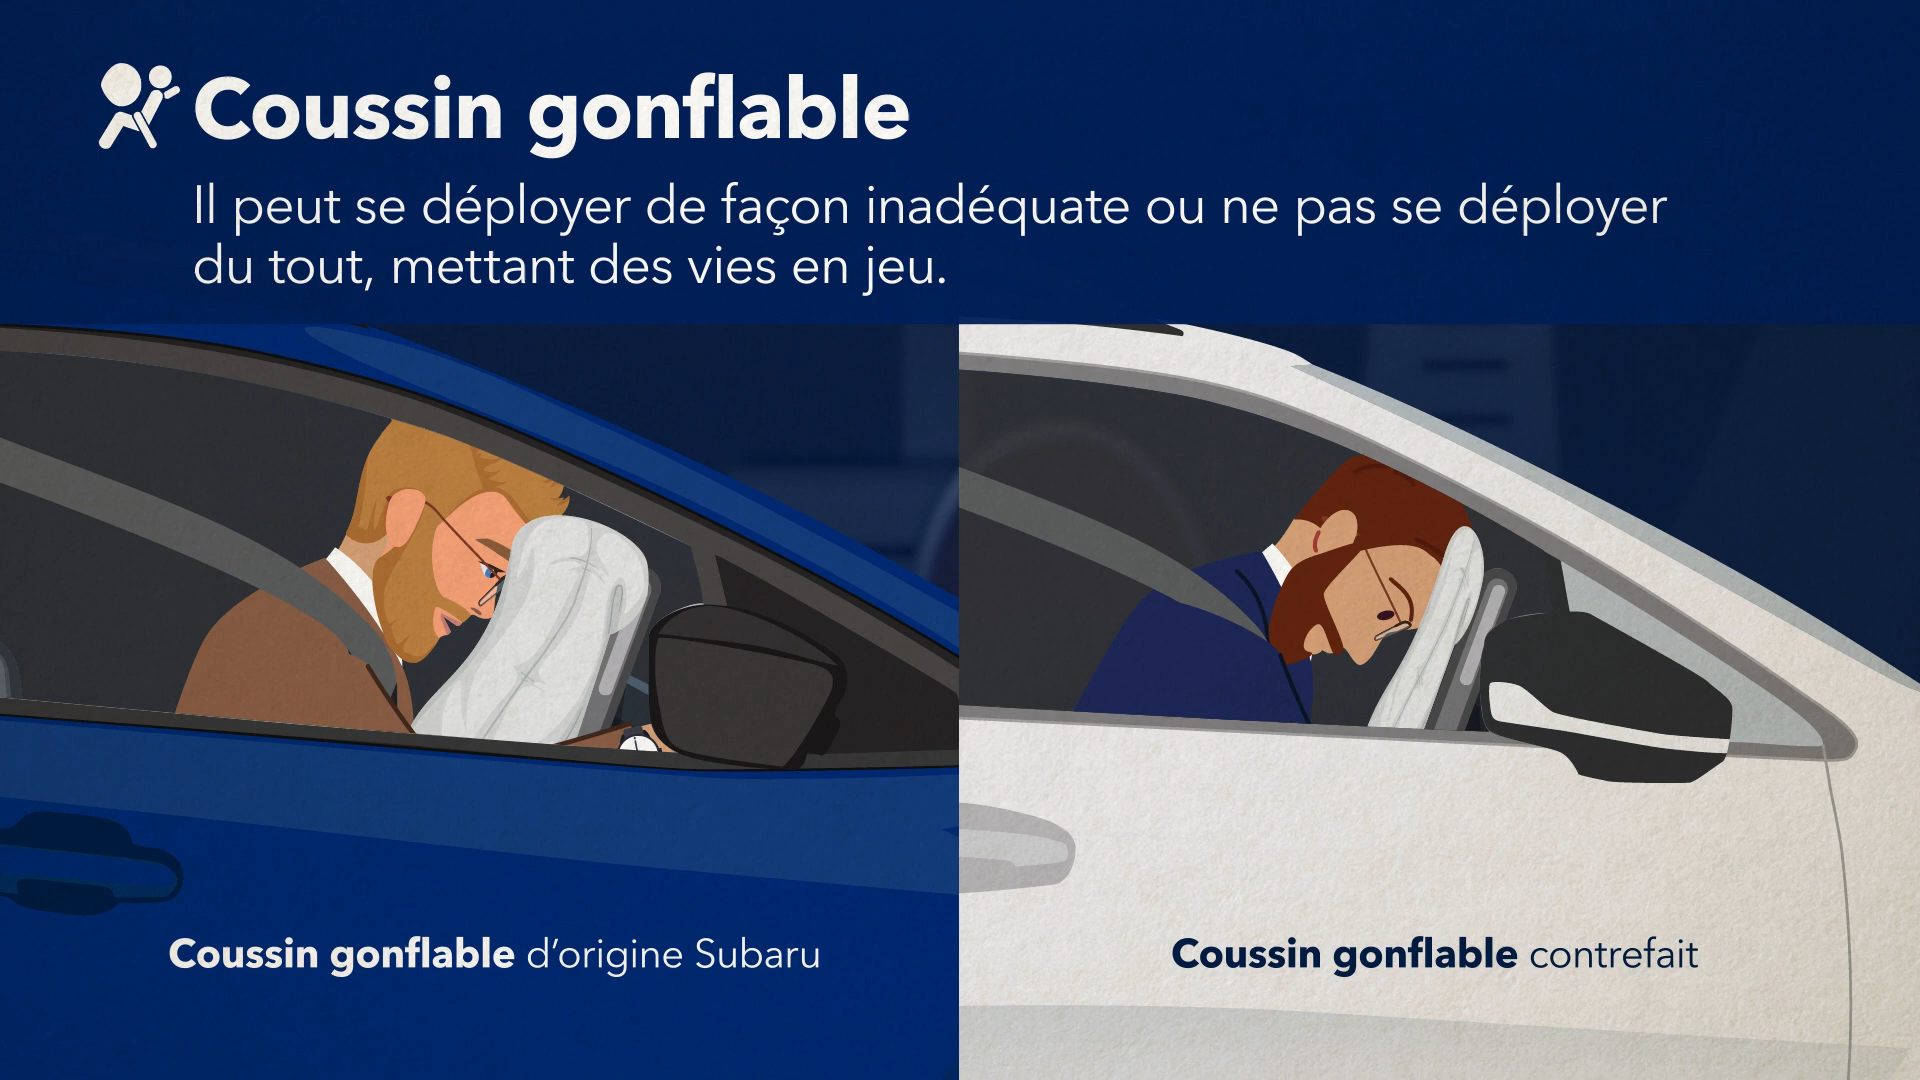 Coussin gonflable
Il peut se déployer de façon inadéquate ou ne pas se déployer
du tout, mettant des vies en jeu.
Coussin gonflable d’origine Subaru
Coussin gonflable contrefait